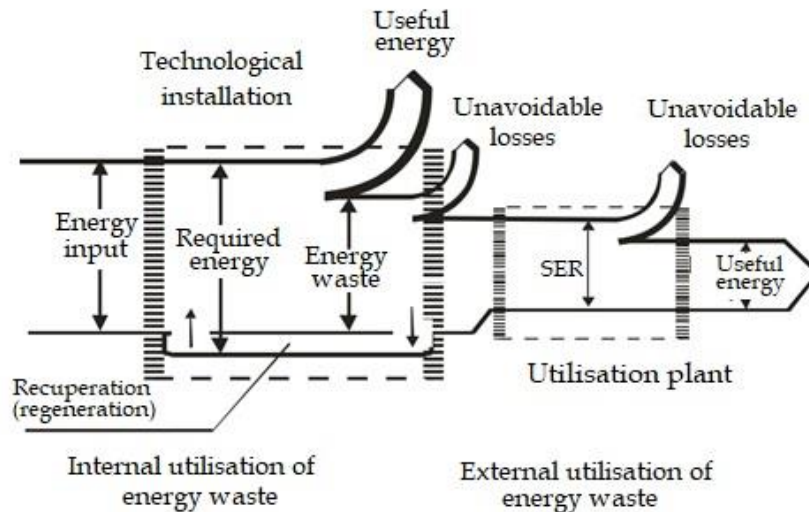 Useful
energy
Technological
installation
Unavoidable
losses
Unavoidable
losses
Energy
input
Required
energy
Energy
waste
SER
Useful
energy
Recuperation
(regeneration)
Utilisation plant
Internal utilisation of
energy waste
External utilisation of
energy waste